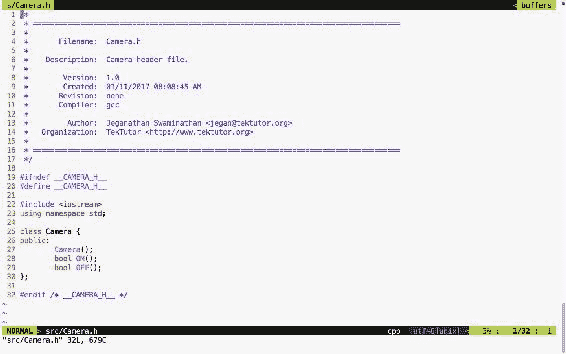 s/Camera.h < buffers
1 /*
2 * ================================================================================
3 *
4 * Filename: Camera.h
5 *
6 * Description: Camera header file.
7 *
8 * Version: 1.0
9 * Created: 01/11/2017 08:08:45 AM
10 * Revision: none
11 * Compiler: gcc
12 *
13 * Author: Jeganathan Swaminathan <jegan@tektutor.org>
14 * Organization: TekTutor <http://www.tektutor.org>
15 *
16 * ================================================================================
17 */
18
19 #ifndef __CAMERA_H__
20 #define __CAMERA_H__
21
22 #include <iostream>
23 using namespace std;
24
25 class Camera {
26 public:
27 Camera();
28 bool ON();
29 bool OFF();
30 };
31
32 #endif /* __CAMERA_H__ */
~
~
~
NORMAL > src/Camera.h cpp utf-8[unix] 3% : 1/32 : 1
"src/Camera.h" 32L, 679C